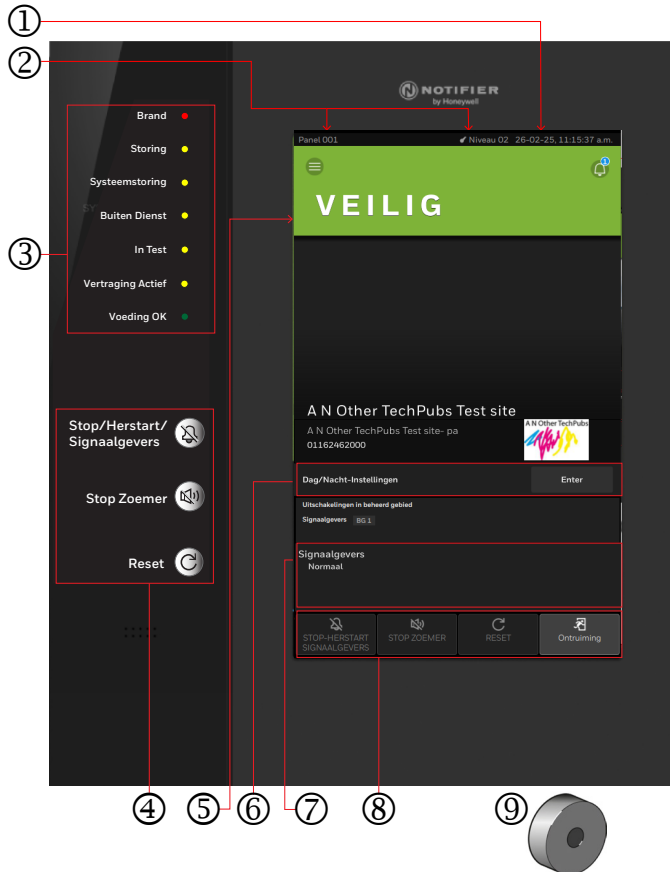 ①
②
NOTIFIER
by Honeywell
Brand
Storing
Systeemstoring
SY
Buiten Dienst
In Test
Vertraging Actief
Voeding OK
③
Panel 001
Niveau 02 26-02-25, 11:15:37 a.m.
1
VEILIG
A N Other TechPubs Test site
A N Other TechPubs Test site- pa
01162462000
A N Other TechPubs
Stop/Herstart/
Signaalgevers
Stop Zoemer
Reset
Dag/Nacht-Instellingen
Enter
Uitschakelingen in beheerd gebied
Signaalgevers BG 1
Signaalgevers
Normaal
STOP-HERSTART
SIGNAALGEVERS
STOP ZOEMER
RESET
Ontruiming
④ ⑤ ⑥ ⑦ ⑧ ⑨